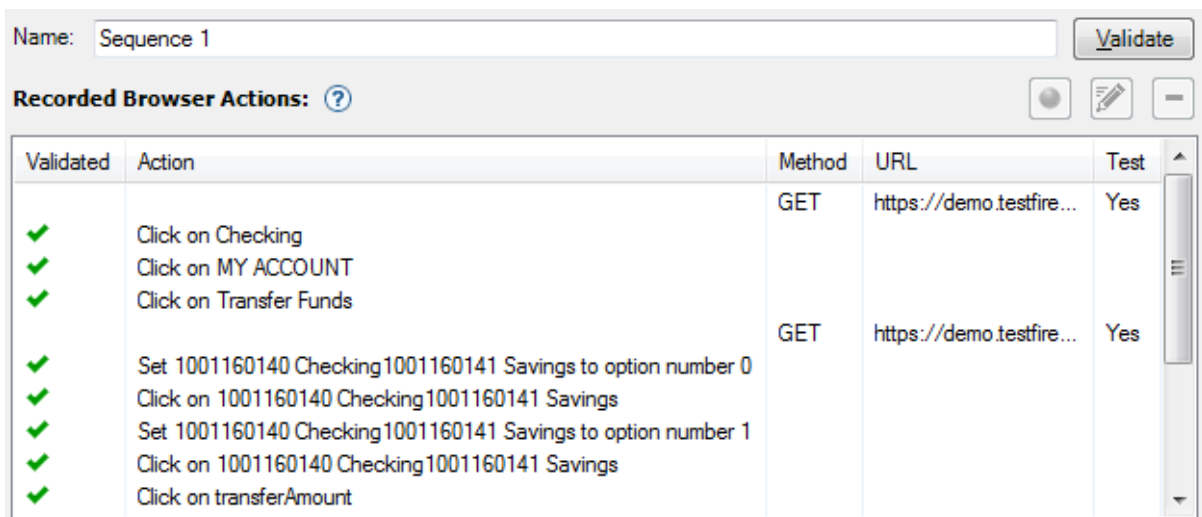 Name: Sequence 1 Validate
Recorded Browser Actions: ?
Validated Action Method URL Test
GET https://demo.testfire... Yes
Click on Checking
Click on MY ACCOUNT
Click on Transfer Funds
GET https://demo.testfire... Yes
Set 1001160140 Checking1001160141 Savings to option number 0
Click on 1001160140 Checking1001160141 Savings
Set 1001160140 Checking1001160141 Savings to option number 1
Click on 1001160140 Checking1001160141 Savings
Click on transferAmount